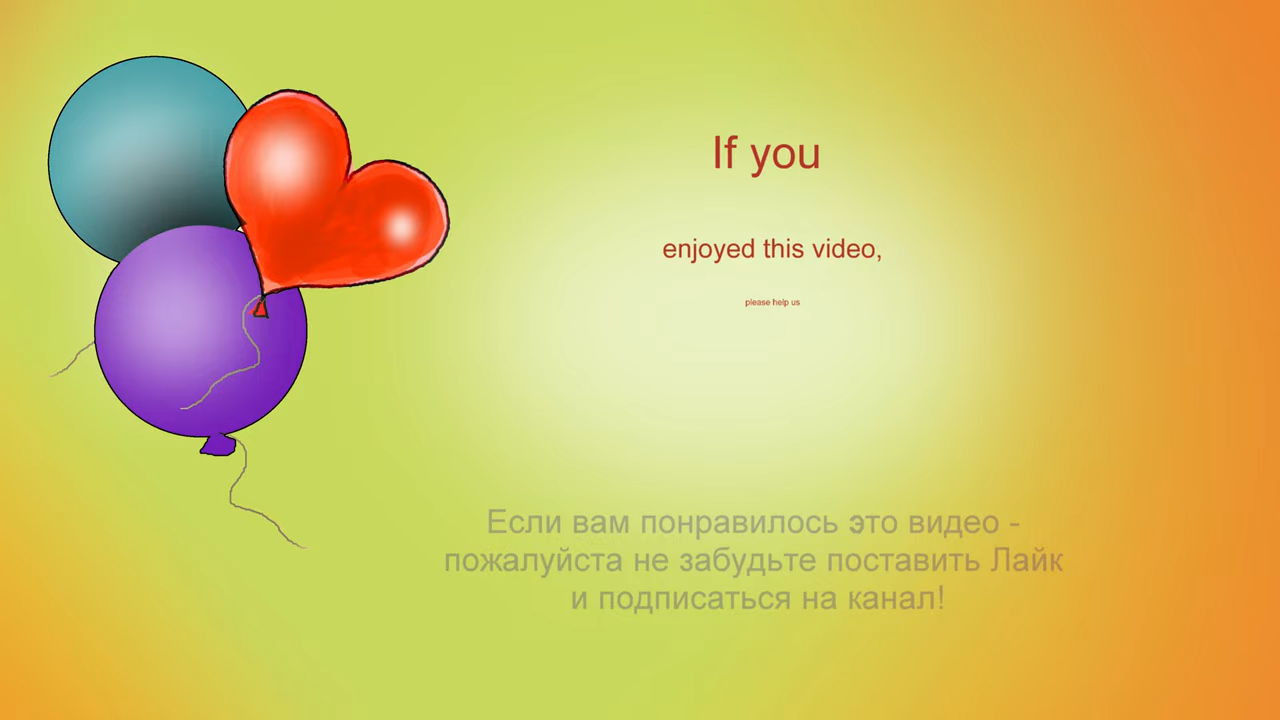 If you
enjoyed this video,
please help us
Если вам понравилось это видео -
пожалуйста не забудьте поставить Лайк
и подписаться на канал!